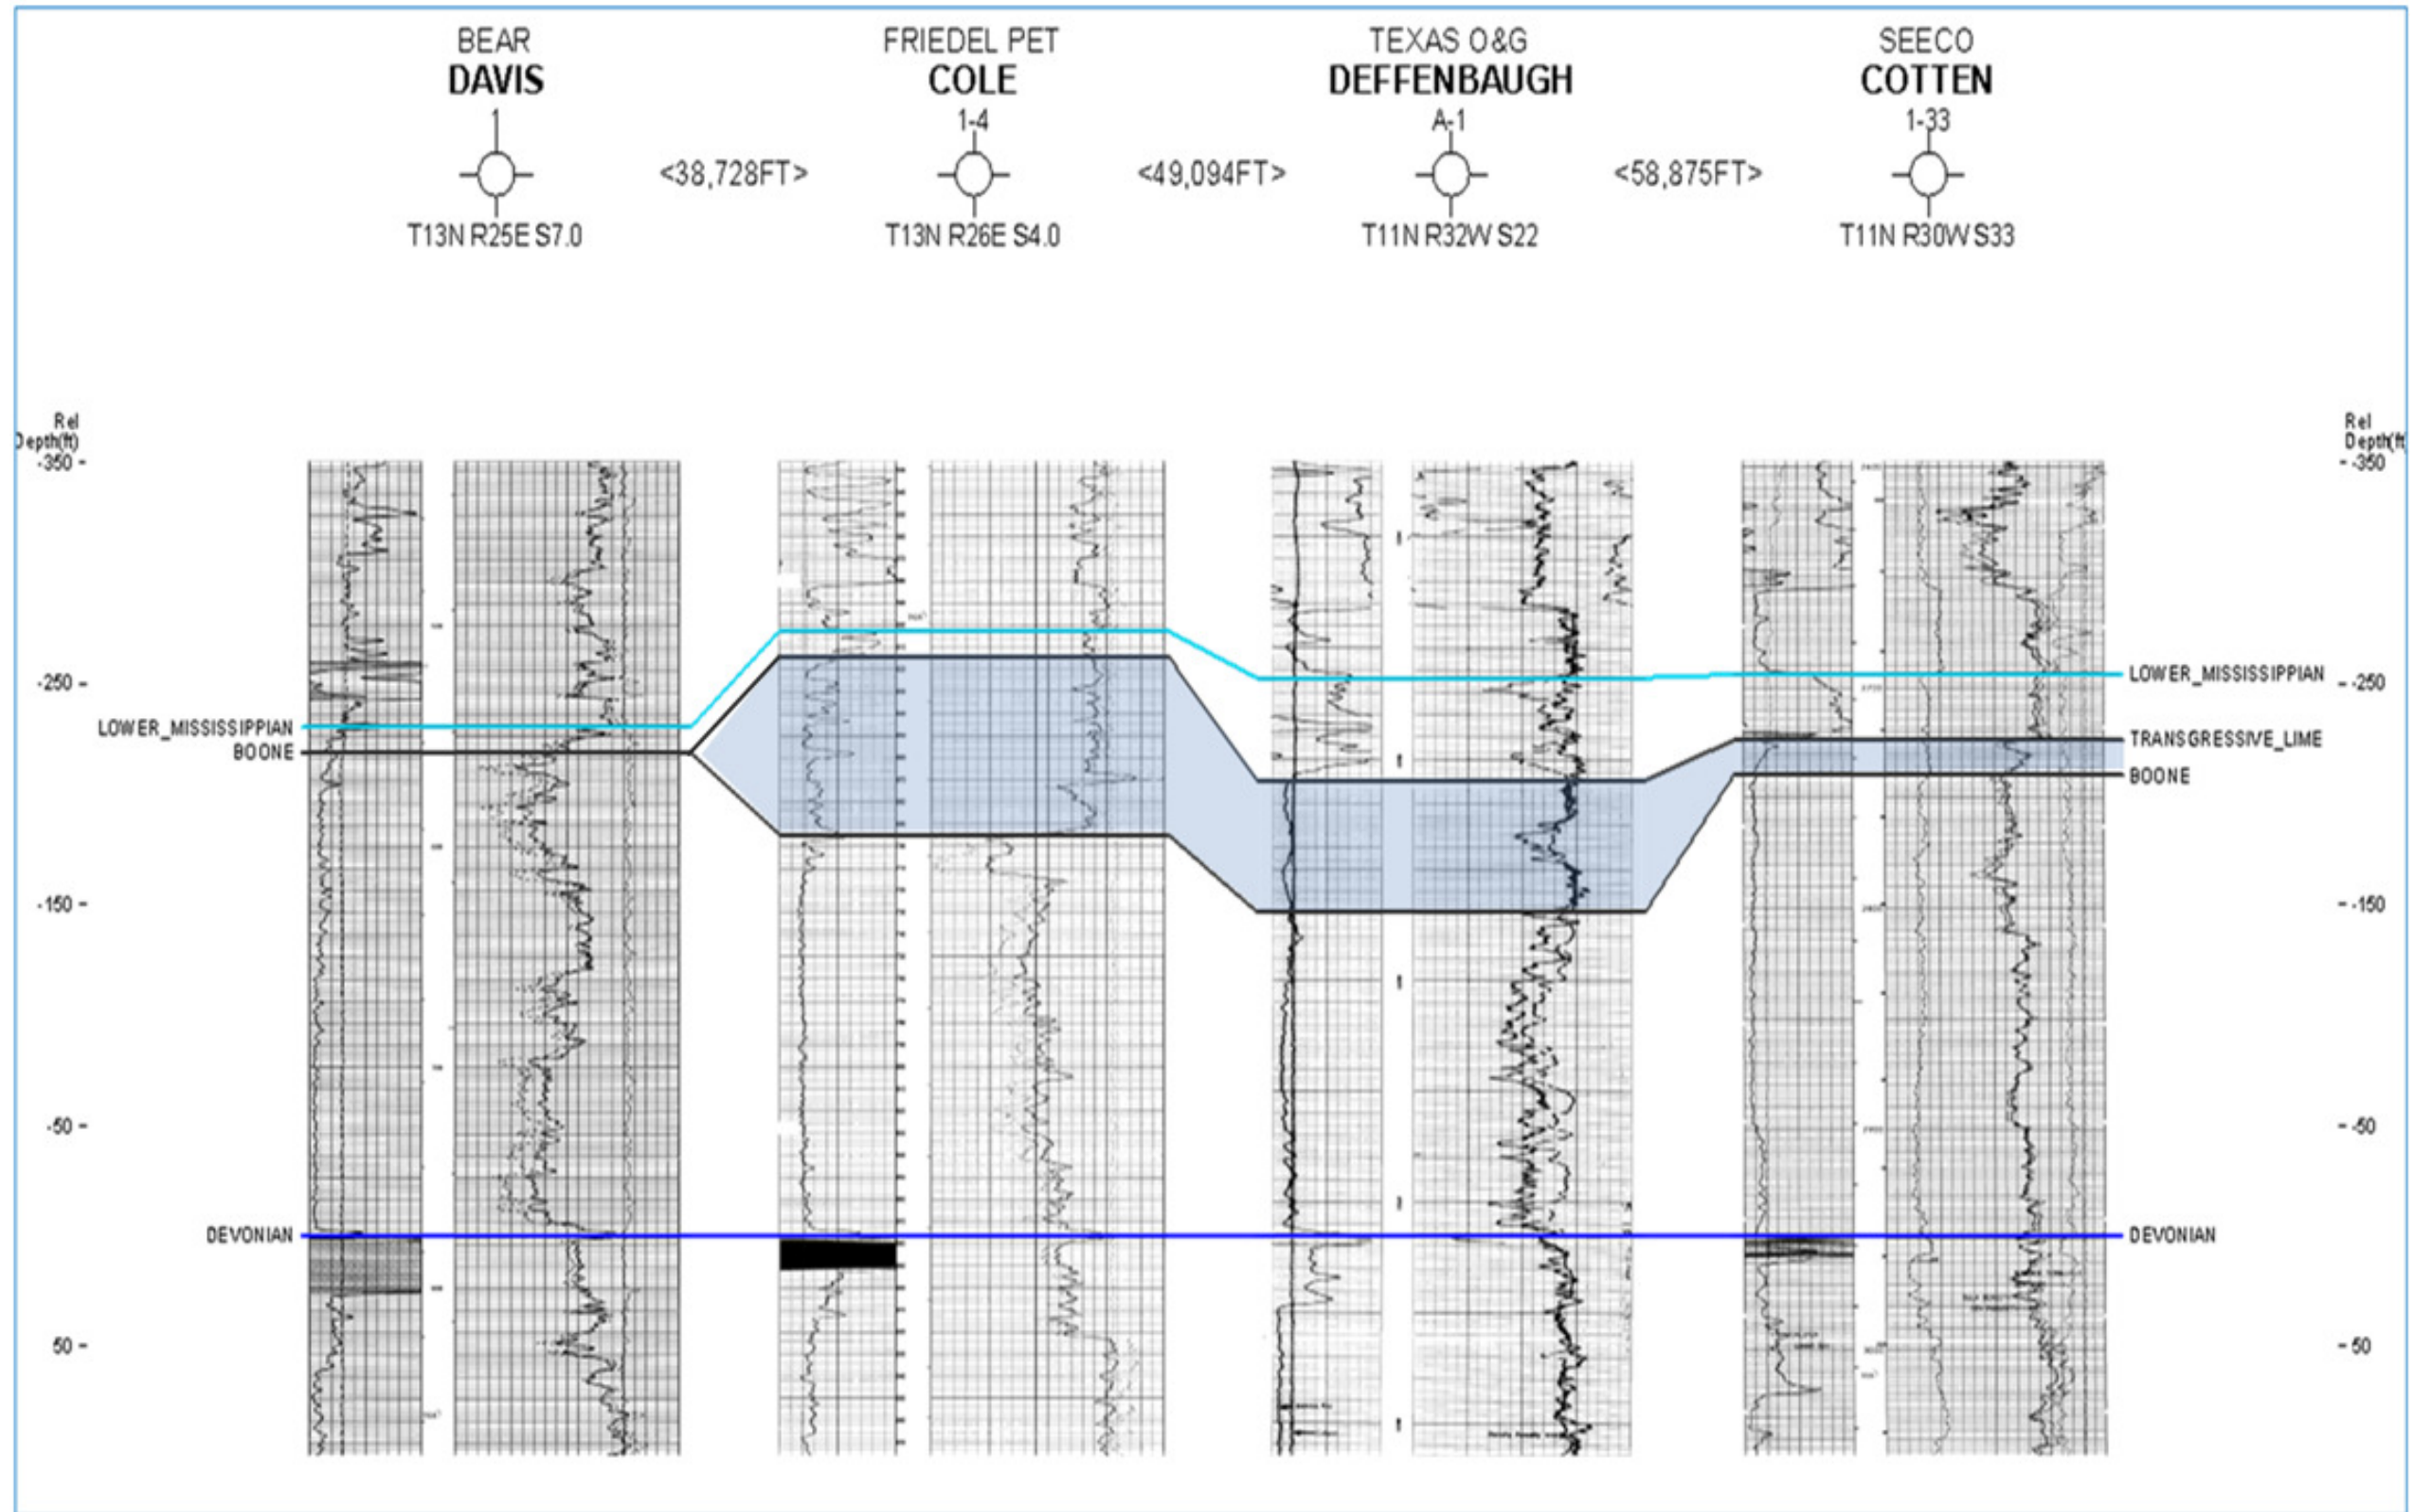 BEAR
DAVIS
1
T13N R25E S7.0
<38,728FT>
FRIEDEL PET
COLE
1-4
T13N R26E S4.0
<49,094FT>
TEXAS O&G
DEFFENBAUGH
A-1
T11N R32W S22
<58,875FT>
SEECO
COTTEN
1-33
T11N R30W S33
Rel
Depth(ft)
-350 -
-250 -
LOWER_MISSISSIPPIAN
BOONE
-150 -
-50 -
DEVONIAN
50 -
Rel
Depth(ft
- -350
LOWER_MISSISSIPPIAN
- -250
TRANSGRESSIVE_LIME
BOONE
- -150
- -50
DEVONIAN
- 50